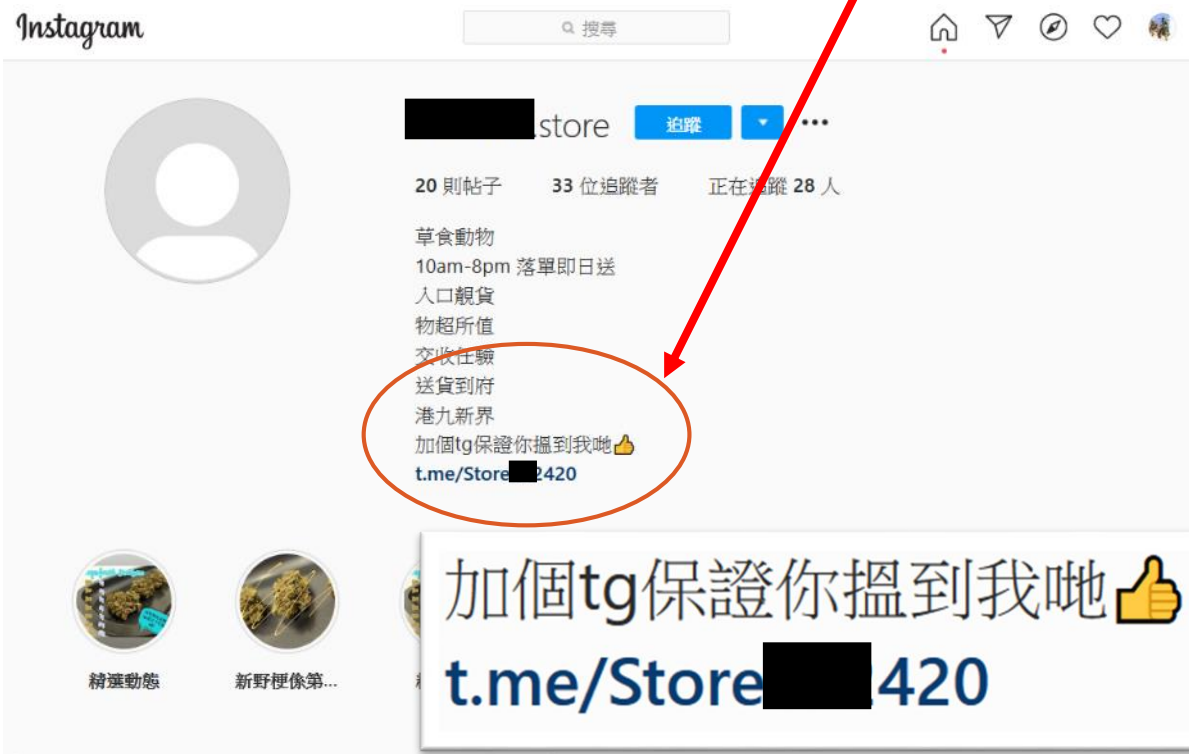 Instagram
搜尋
.store
追蹤
20 則帖子 33 位追蹤者 正在追蹤 28 人
草食動物
10am-8pm 落單即日送
入口靚貨
物超所值
交收任驗
送貨到府
港九新界
加個tg保證你搵到我哋👍
t.me/Store 2420
精選動態
新野梗係第...
加個tg保證你搵到我哋👍
t.me/Store 420